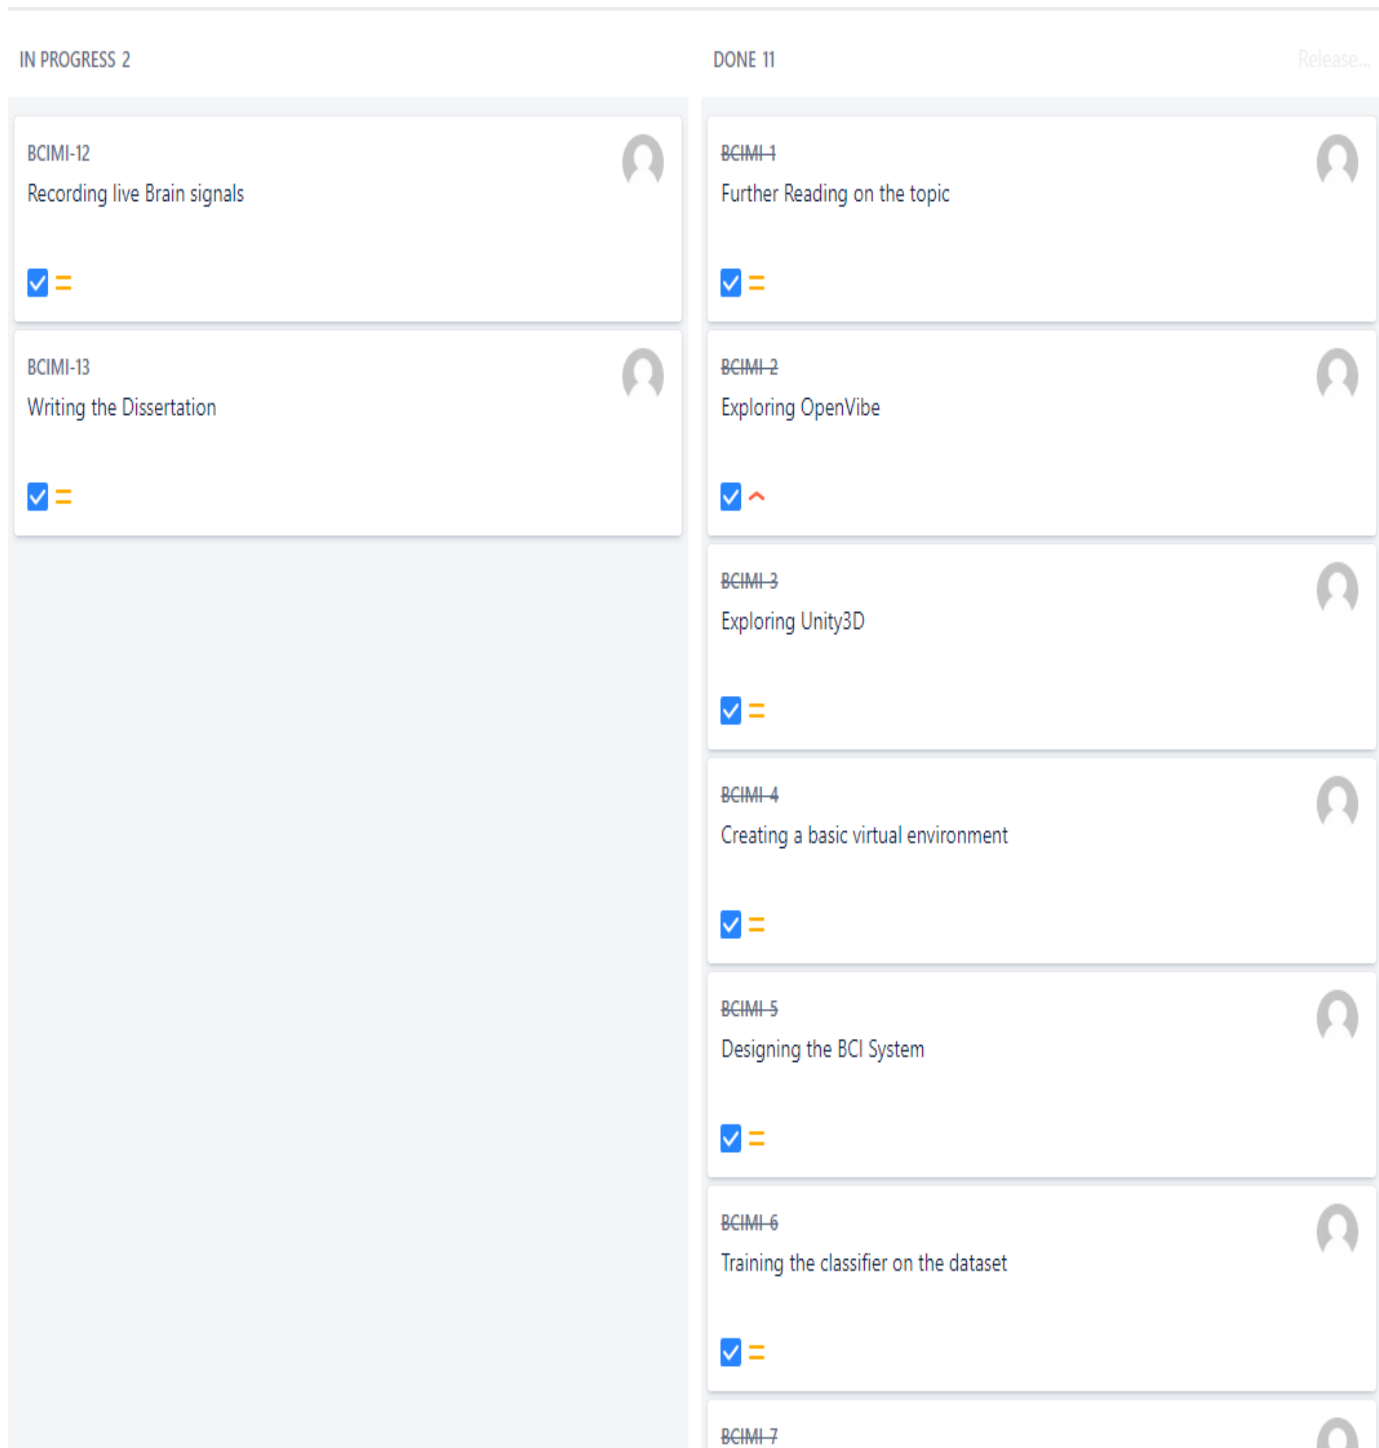 IN PROGRESS 2
BCIMI-12
Recording live Brain signals
BCIMI-13
Writing the Dissertation
DONE 11
Release...
BCIMI-1
Further Reading on the topic
BCIMI-2
Exploring OpenVibe
BCIMI-3
Exploring Unity3D
BCIMI-4
Creating a basic virtual environment
BCIMI-5
Designing the BCI System
BCIMI-6
Training the classifier on the dataset
BCIMI-7